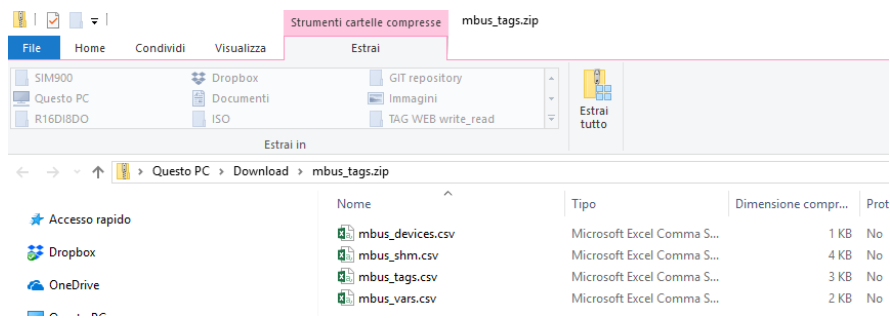 Strumenti cartelle compresse mbus_tags.zip
File Home Condividi Visualizza Estrai
SIM900 Dropbox GIT repository
Questo PC Documenti Immagini
R16DI8DO ISO TAG WEB write_read
Estrai tutto
Estrai in
Questo PC > Download > mbus_tags.zip
Nome Tipo Dimensione compr... Prot
Accesso rapido
Dropbox
OneDrive
mbus_devices.csv Microsoft Excel Comma S... 1 KB No
mbus_shm.csv Microsoft Excel Comma S... 4 KB No
mbus_tags.csv Microsoft Excel Comma S... 3 KB No
mbus_vars.csv Microsoft Excel Comma S... 2 KB No